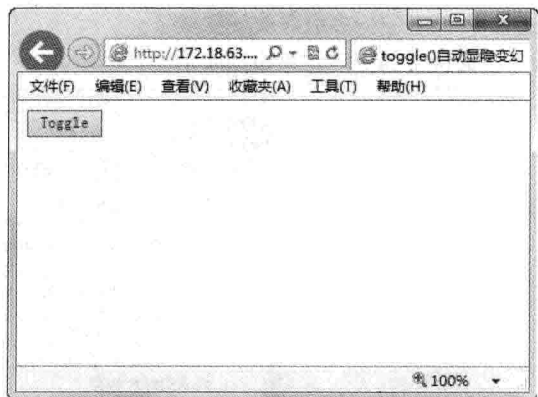 http://172.18.63.... toggle()自动显隐变幻
文件(F) 编辑(E) 查看(V) 收藏夹(A) 工具(T) 帮助(H)
Toggle
100%